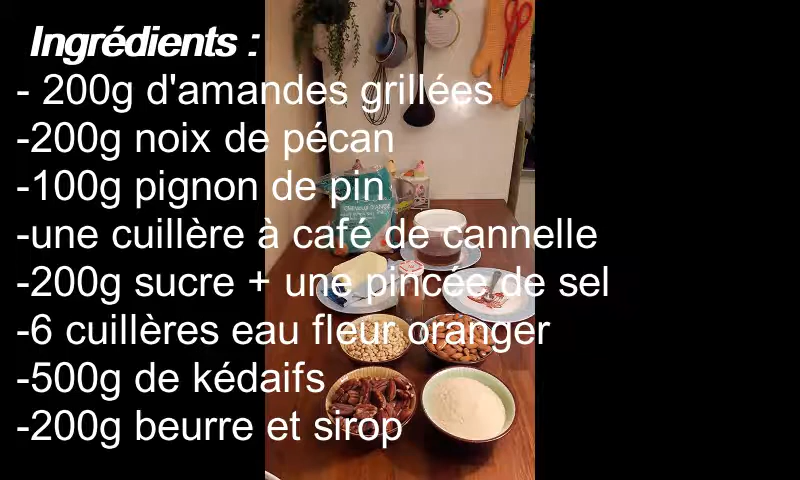 Ingrédients :
- 200g d'amandes grillées
-200g noix de pécan
-100g pignon de pin
-une cuillère à café de cannelle
-200g sucre + une pincée de sel
-6 cuillères eau fleur oranger
-500g de kédaifs
-200g beurre et sirop